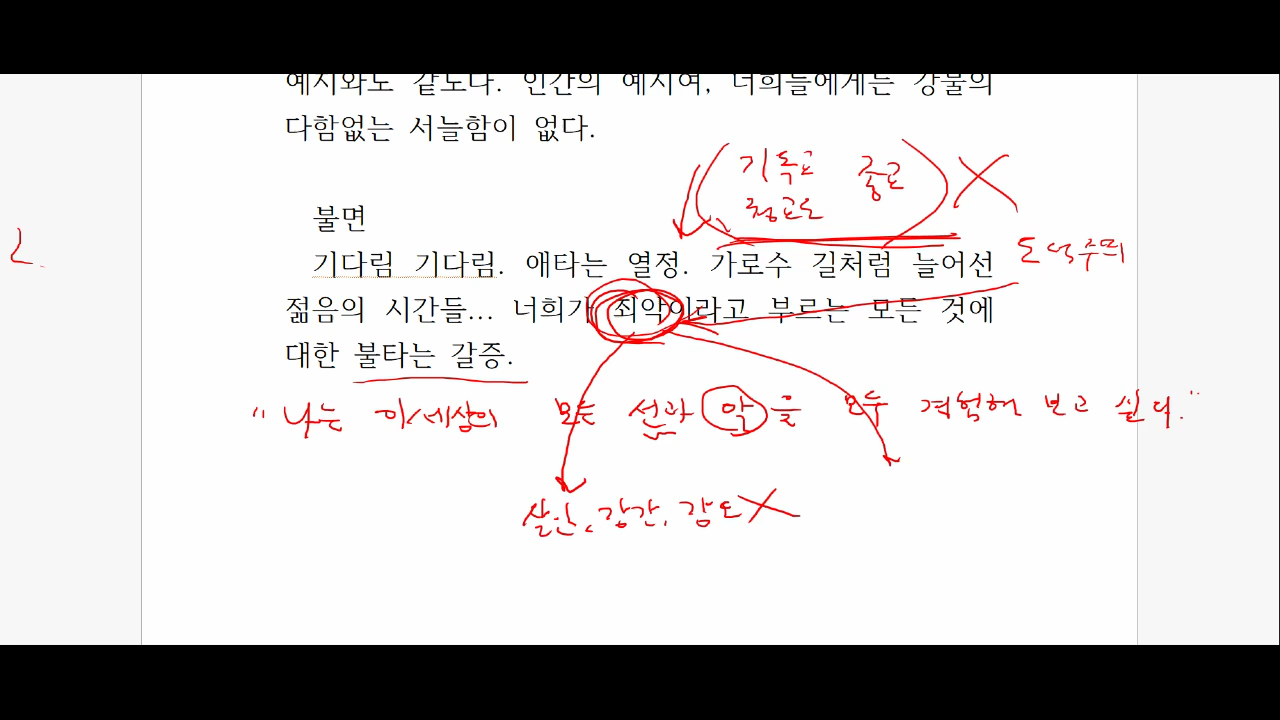 예시와도 같도다. 인간의 예시여, 너희들에게는 강물의
다함없는 서늘함이 없다.
기독교 종교
청교도
불면
도덕주의
기다림 기다림. 애타는 열정. 가로수 길처럼 늘어선
젊음의 시간들... 너희가 죄악이라고 부르는 모든 것에
대한 불타는 갈증.
"나는 이 세상의 모든 선과 악을 모두 경험해 보고 싶다."
살인, 강간, 강도 X